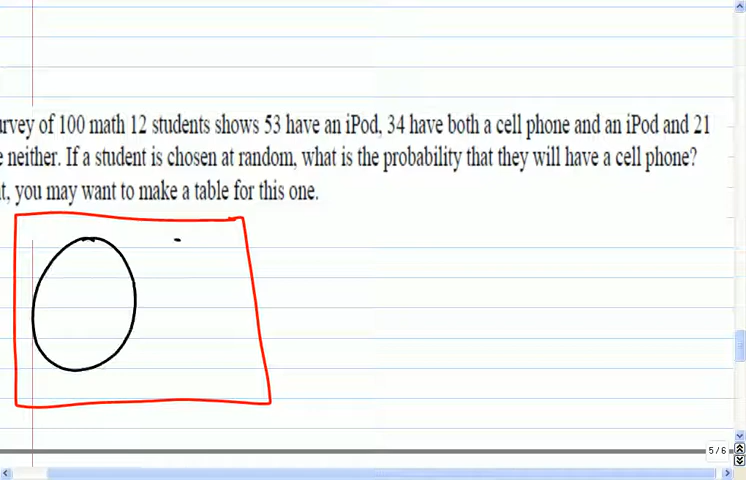 urvey of 100 math 12 students shows 53 have an iPod, 34 have both a cell phone and an iPod and 21
e neither. If a student is chosen at random, what is the probability that they will have a cell phone?
t, you may want to make a table for this one.
5 / 6